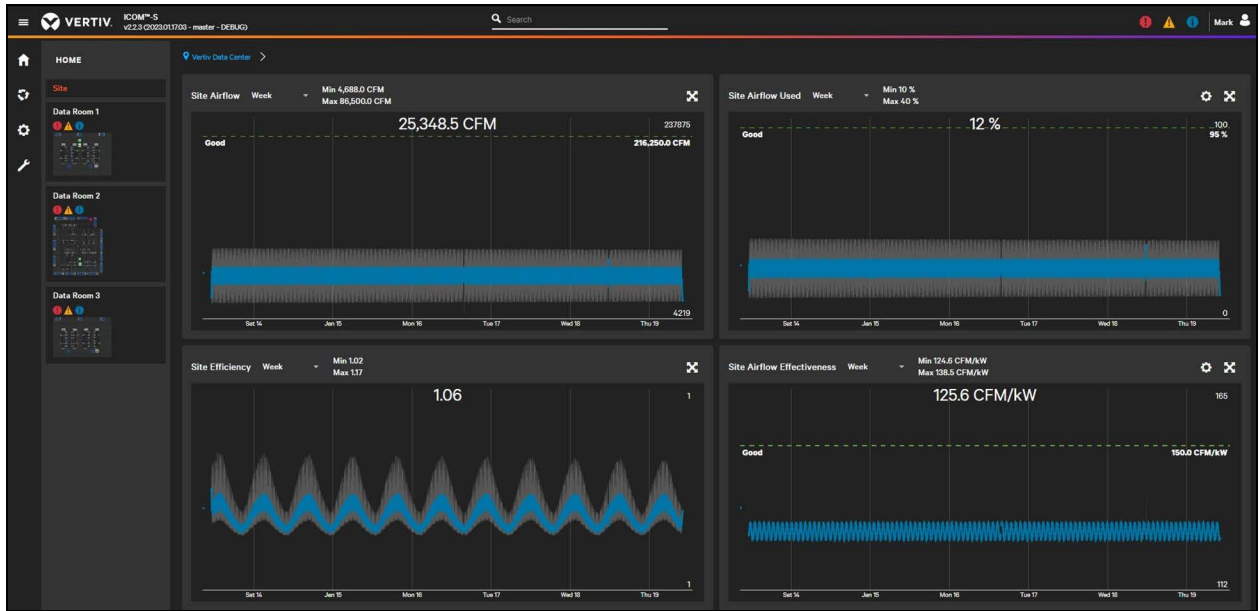 VERTIV.
ICOM™-S
v2.2.3 (2023.01.17.03 - master - DEBUG)
Search
Mark
HOME
Site
Data Room 1
Data Room 2
Data Room 3
Vertiv Data Center
Site Airflow Week
Min 4,688.0 CFM
Max 86,500.0 CFM
25,348.5 CFM
237875
Good
216,250.0 CFM
4219
Sat 14 Jan 15 Mon 16 Tue 17 Wed 18 Thu 19
Site Airflow Used Week
Min 10 %
Max 40 %
12 %
100
Good
95 %
0
Sat 14 Jan 15 Mon 16 Tue 17 Wed 18 Thu 19
Site Efficiency Week
Min 1.02
Max 1.17
1.06
1
1
Sat 14 Jan 15 Mon 16 Tue 17 Wed 18 Thu 19
Site Airflow Effectiveness Week
Min 124.6 CFM/kW
Max 138.5 CFM/kW
125.6 CFM/kW
165
Good
150.0 CFM/kW
112
Sat 14 Jan 15 Mon 16 Tue 17 Wed 18 Thu 19